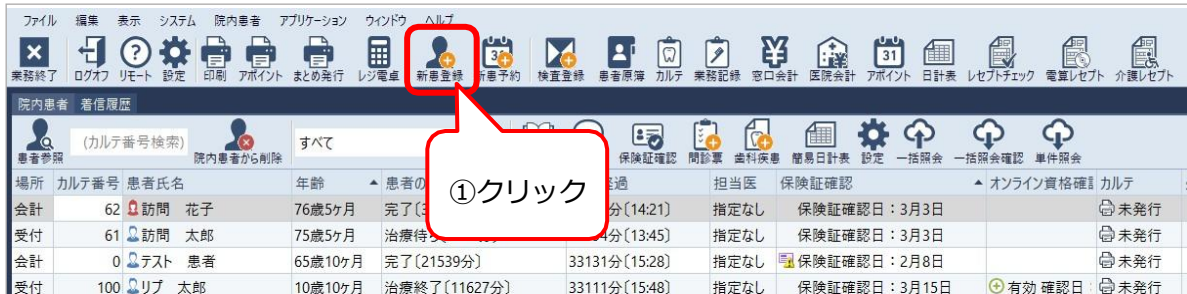 ファイル 編集 表示 システム 院内患者 アプリケーション ウィンドウ ヘルプ
31
業務終了 ログオフ リモート 設定 印刷 アポイント まとめ発行 レジ電卓 新患登録 新患予約 検査登録 患者原簿 カルテ 業務記録 窓口会計 医院会計 アポイント 日計表 レセプトチェック 電算レセプト 介護レセプト
院内患者 着信履歴
(カルテ番号検索) すべて
患者参照 院内患者から削除 保険証確認 問診票 歯科疾患 簡易日計表 設定 一括照会 一括照会確認 単件照会
①クリック
場所 カルテ番号 患者氏名 年齢 患者の 過 担当医 保険証確認 オンライン資格確認 カルテ
会計 62 訪問 花子 76歳5ヶ月 分(14:21) 指定なし 保険証確認日：3月3日 未発行
受付 61 訪問 太郎 75歳5ヶ月 治療待ち 分(13:45) 指定なし 保険証確認日：3月3日 未発行
会計 0 テスト 患者 65歳10ヶ月 完了(21539分) 33131分(15:28) 指定なし 保険証確認日：2月8日 未発行
受付 100 リプ 太郎 10歳10ヶ月 治療終了(11627分) 33111分(15:48) 指定なし 保険証確認日：3月15日 有効 確認日 未発行